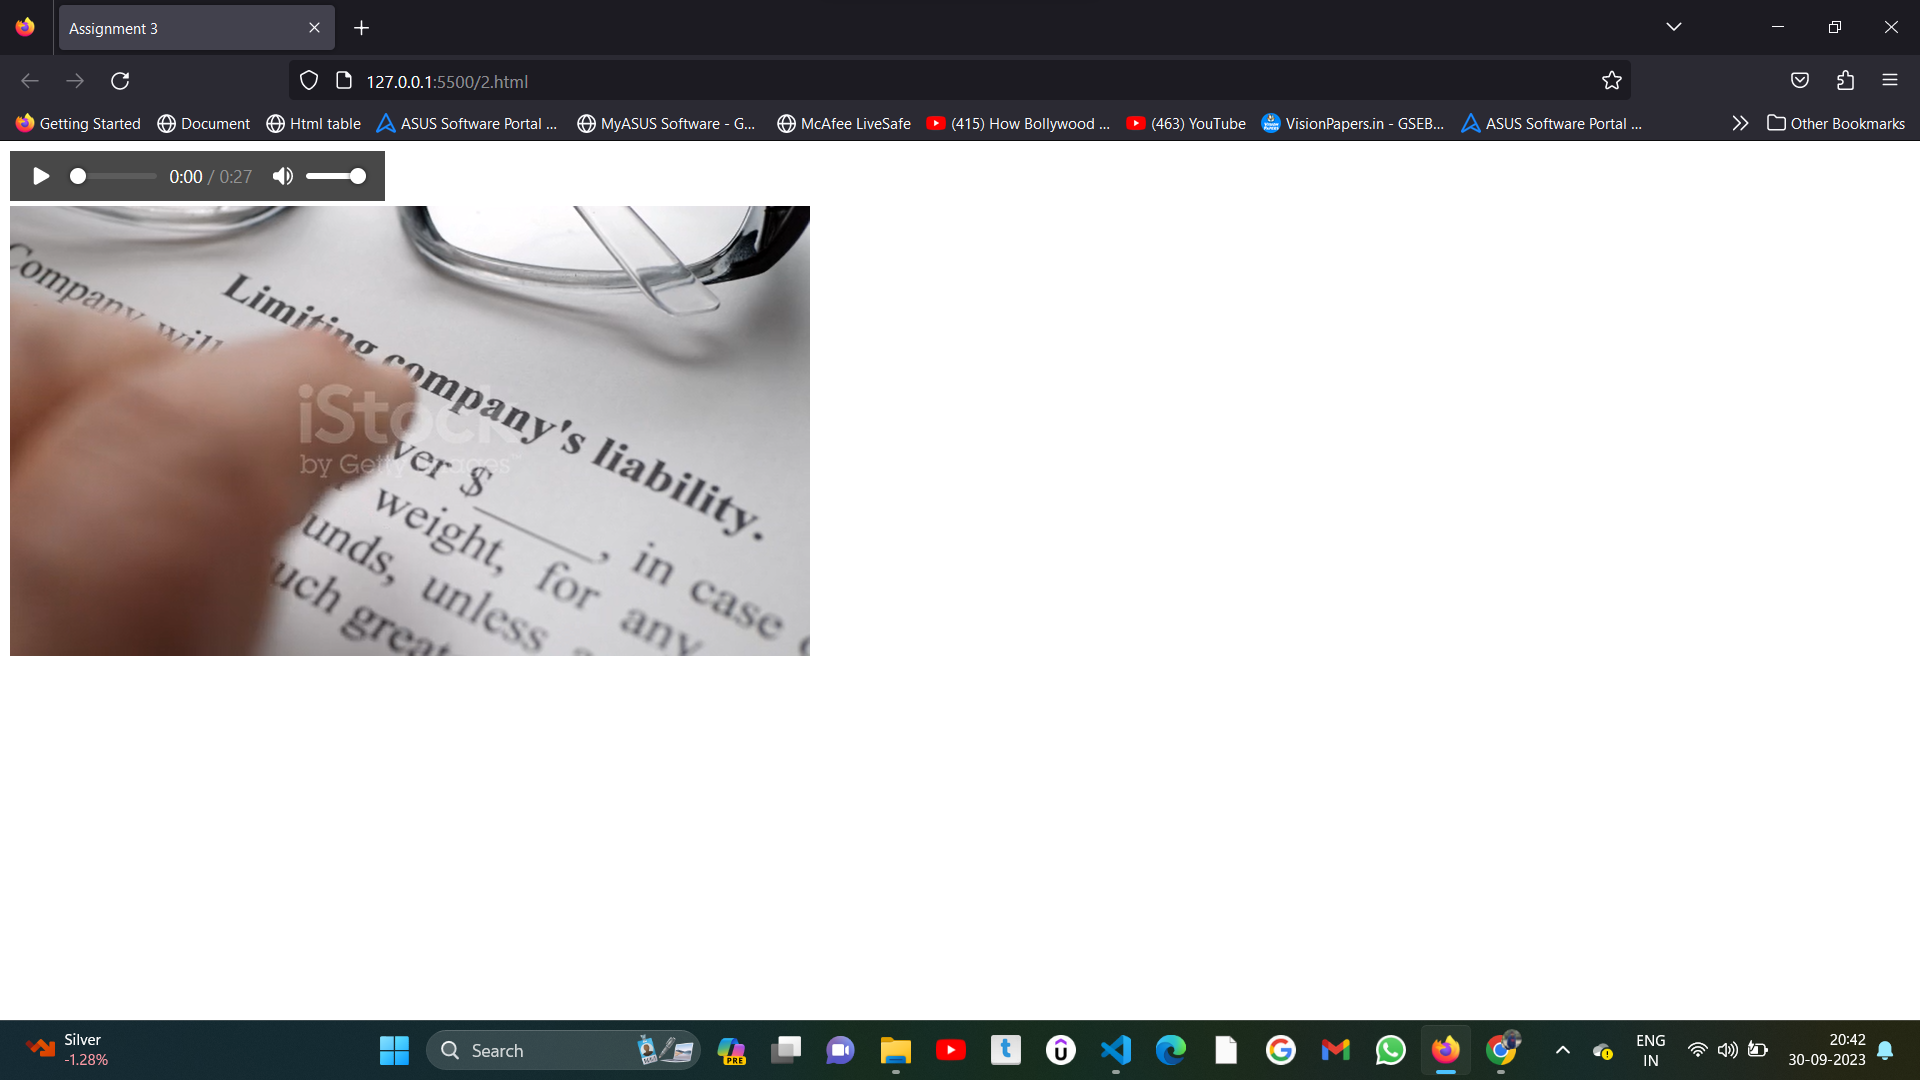 Assignment 3
127.0.0.1:5500/2.html
Getting Started
Document
Html table
ASUS Software Portal ...
MyASUS Software - G...
McAfee LiveSafe
(415) How Bollywood ...
(463) YouTube
VisionPapers.in - GSEB...
ASUS Software Portal ...
Other Bookmarks
0:00 / 0:27
Limiting company's liability.
Company will
ver $ ______, in case
weight, for any
unds, unless
uch great
iStock
by Getty Images™
Silver
-1.28%
Search
PRE
ENG
IN
20:42
30-09-2023